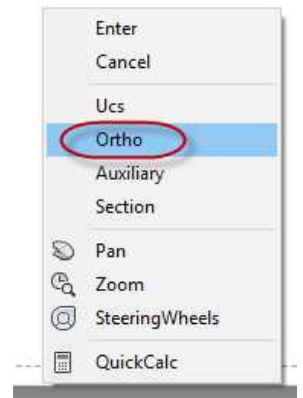 Enter
Cancel
Ucs
Ortho
Auxiliary
Section
Pan
Zoom
SteeringWheels
QuickCalc